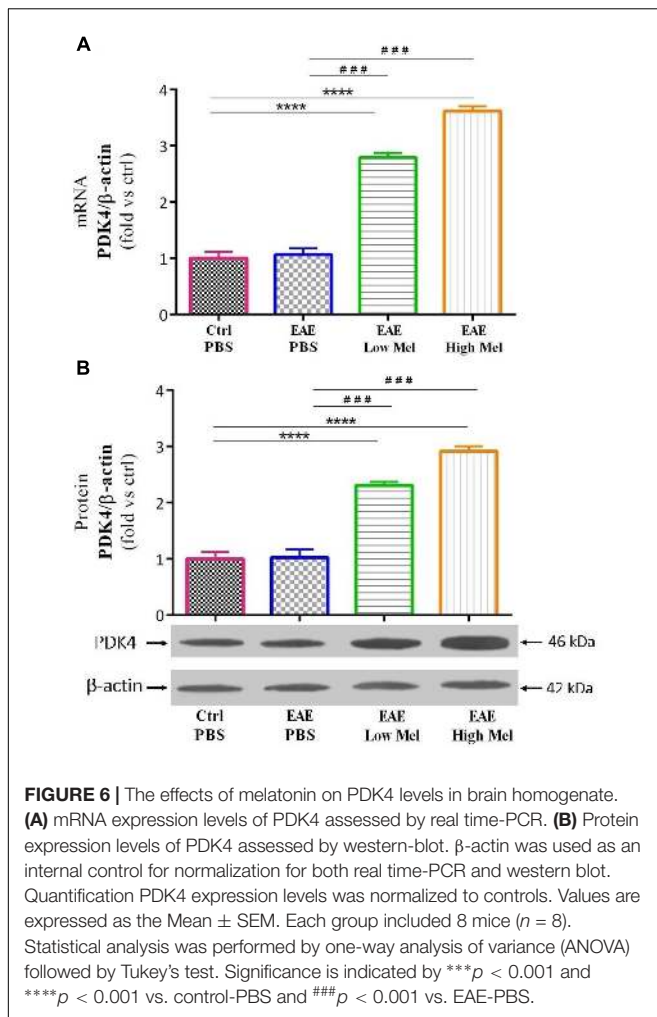 A
###
###
****
****
4
3
2
1
0
mRNA
PDK4/β-actin
(fold vs ctrl)
Ctrl PBS
EAE PBS
EAE Low Mel
EAE High Mel
B
###
###
****
****
4
3
2
1
0
Protein
PDK4/β-actin
(fold vs ctrl)
PDK4
46 kDa
β-actin
42 kDa
Ctrl PBS
EAE PBS
EAE Low Mel
EAE High Mel
FIGURE 6 | The effects of melatonin on PDK4 levels in brain homogenate.
(A) mRNA expression levels of PDK4 assessed by real time-PCR. (B) Protein
expression levels of PDK4 assessed by western-blot. β-actin was used as an
internal control for normalization for both real time-PCR and western blot.
Quantification PDK4 expression levels was normalized to controls. Values are
expressed as the Mean ± SEM. Each group included 8 mice (n = 8).
Statistical analysis was performed by one-way analysis of variance (ANOVA)
followed by Tukey's test. Significance is indicated by ***p < 0.001 and
****p < 0.001 vs. control-PBS and ###p < 0.001 vs. EAE-PBS.